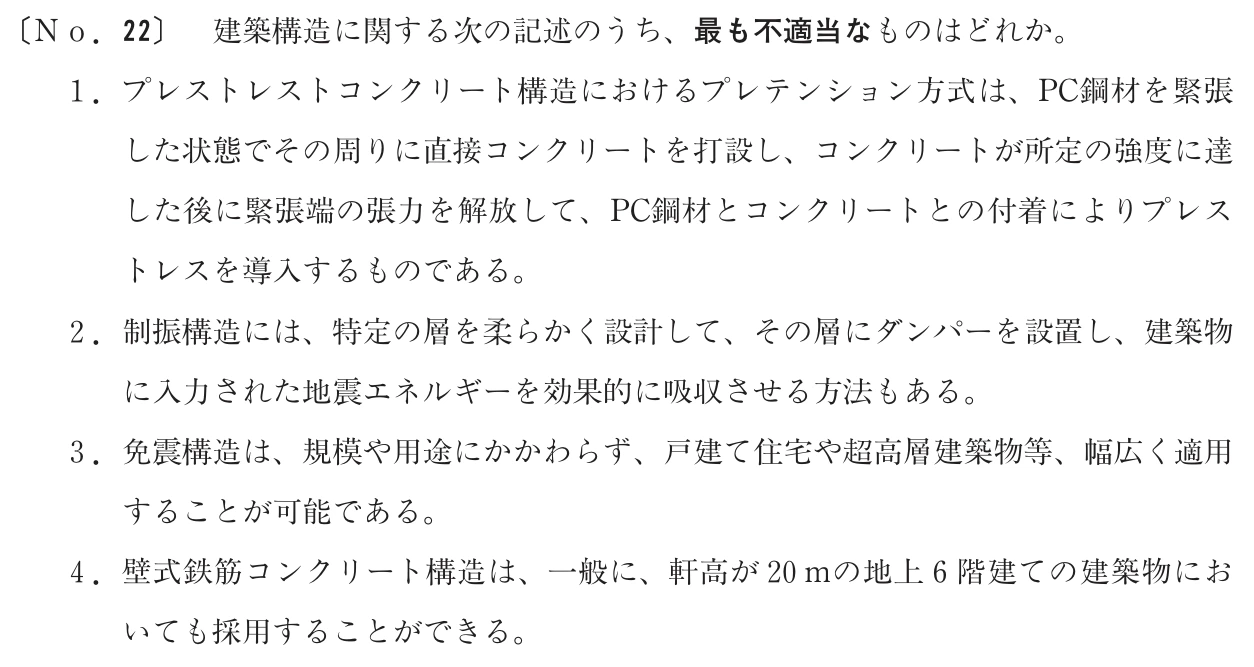 〔Ｎｏ．22〕　建築構造に関する次の記述のうち、最も不適当なものはどれか。
1．プレストレストコンクリート構造におけるプレテンション方式は、PC鋼材を緊張
した状態でその周りに直接コンクリートを打設し、コンクリートが所定の強度に達
した後に緊張端の張力を解放して、PC鋼材とコンクリートとの付着によりプレス
トレスを導入するものである。
2．制振構造には、特定の層を柔らかく設計して、その層にダンパーを設置し、建築物
に入力された地震エネルギーを効果的に吸収させる方法もある。
3．免震構造は、規模や用途にかかわらず、戸建て住宅や超高層建築物等、幅広く適用
することが可能である。
4．壁式鉄筋コンクリート構造は、一般に、軒高が 20 mの地上 6 階建ての建築物にお
いても採用することができる。